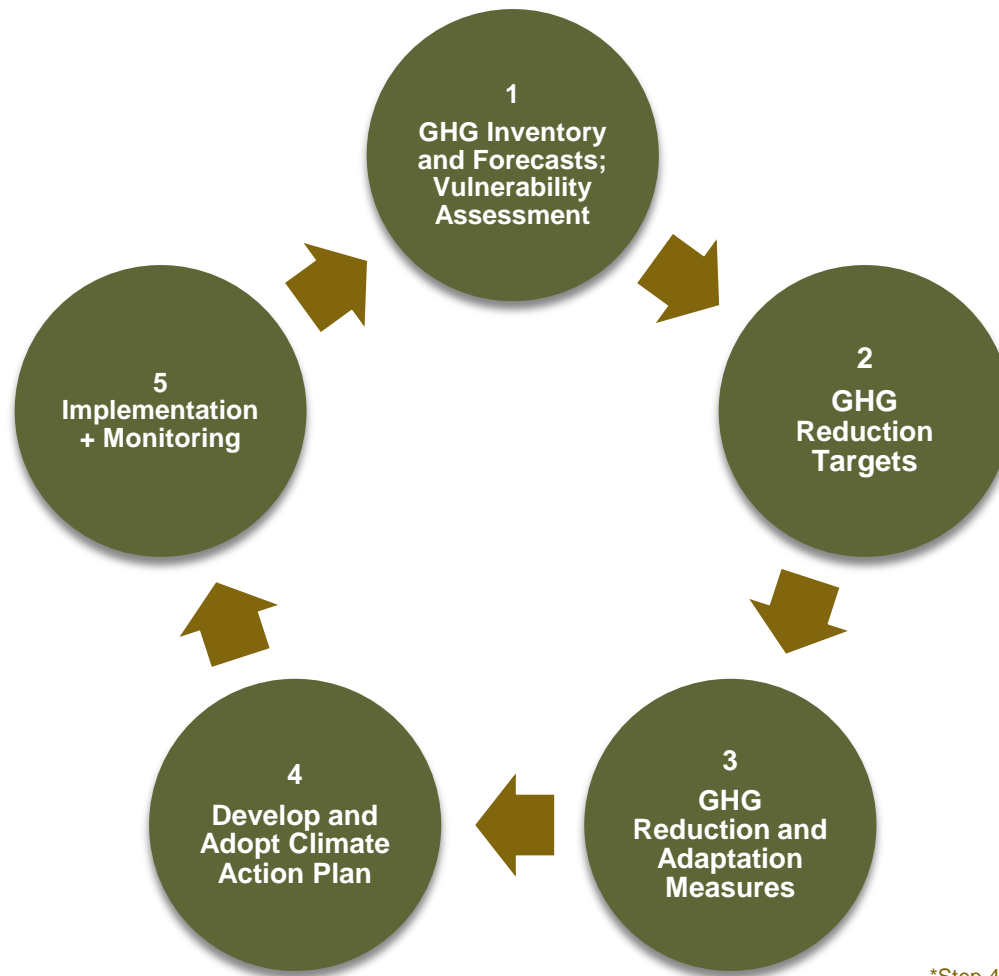 1
GHG Inventory
and Forecasts;
Vulnerability
Assessment
2
GHG
Reduction
Targets
3
GHG
Reduction and
Adaptation
Measures
4
Develop and
Adopt Climate
Action Plan
5
Implementation
+ Monitoring
*Step 4